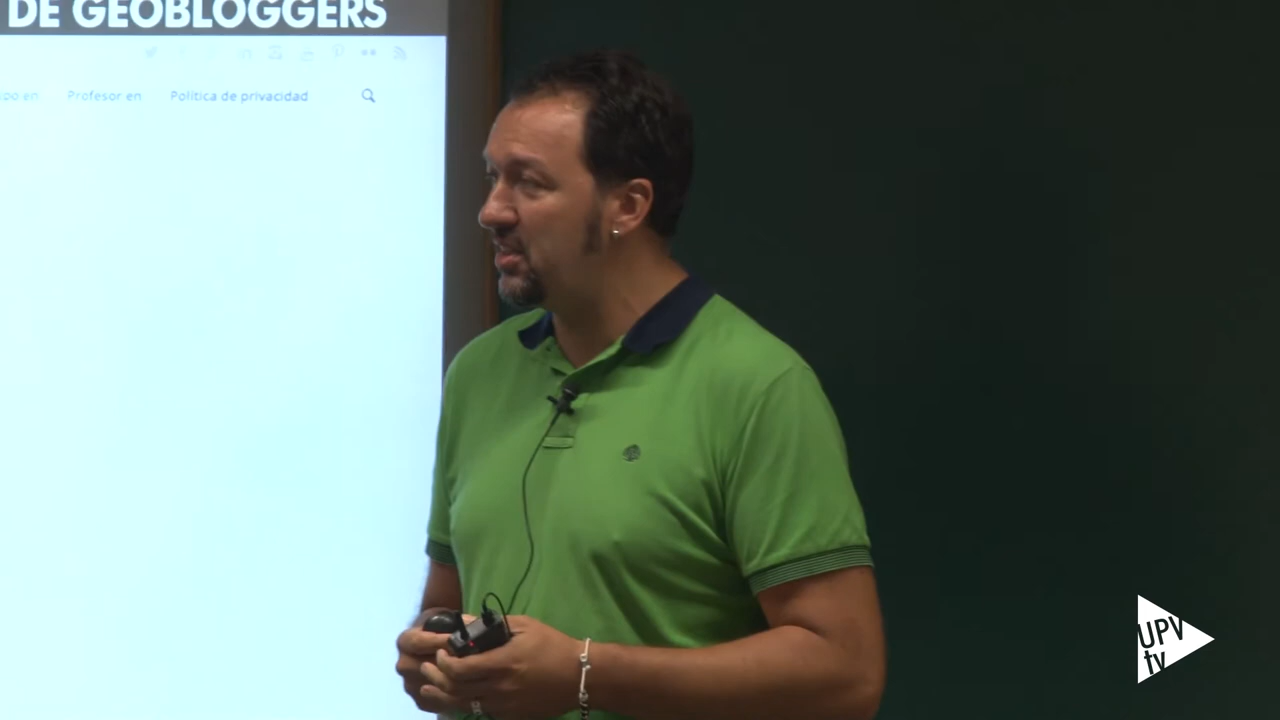 DE GEOBLOGGERS
Profesor en
Política de privacidad
UPV
tv